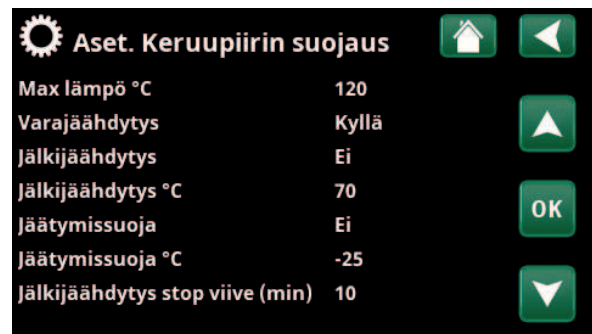 Aset. Keruupiirin suojaus
Max lämpö °C 120
Varajäähdytys Kyllä
Jälkijäähdytys Ei
Jälkijäähdytys °C 70
Jäätymissuoja Ei
Jäätymissuoja °C -25
Jälkijäähdytys stop viive (min) 10
OK